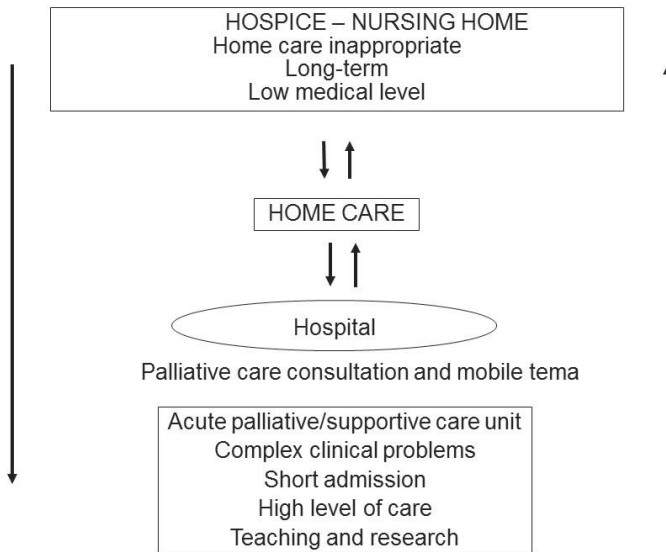 HOSPICE – NURSING HOME
Home care inappropriate
Long-term
Low medical level
HOME CARE
Hospital
Palliative care consultation and mobile tema
Acute palliative/supportive care unit
Complex clinical problems
Short admission
High level of care
Teaching and research